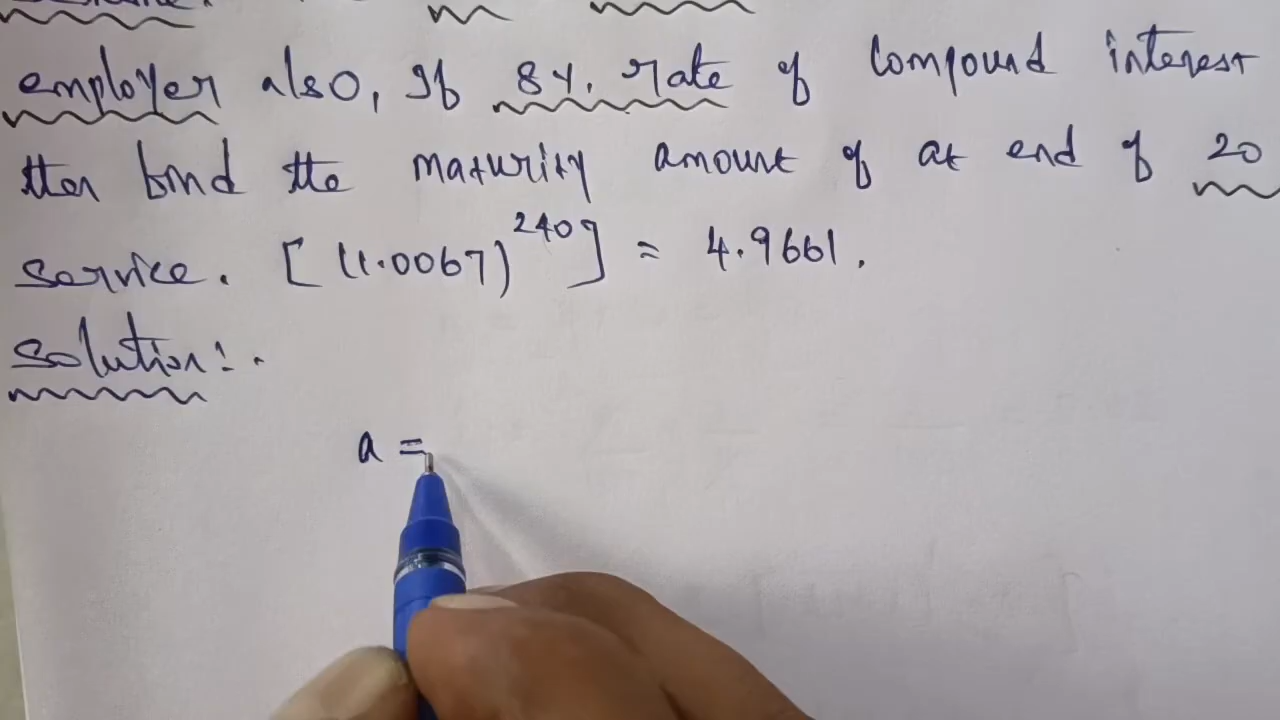 employer also, If 8%. rate of compound interest
then find the maturity amount of at end of 20
service. [(1.0067)^240] = 4.9661.
solution:.
a =